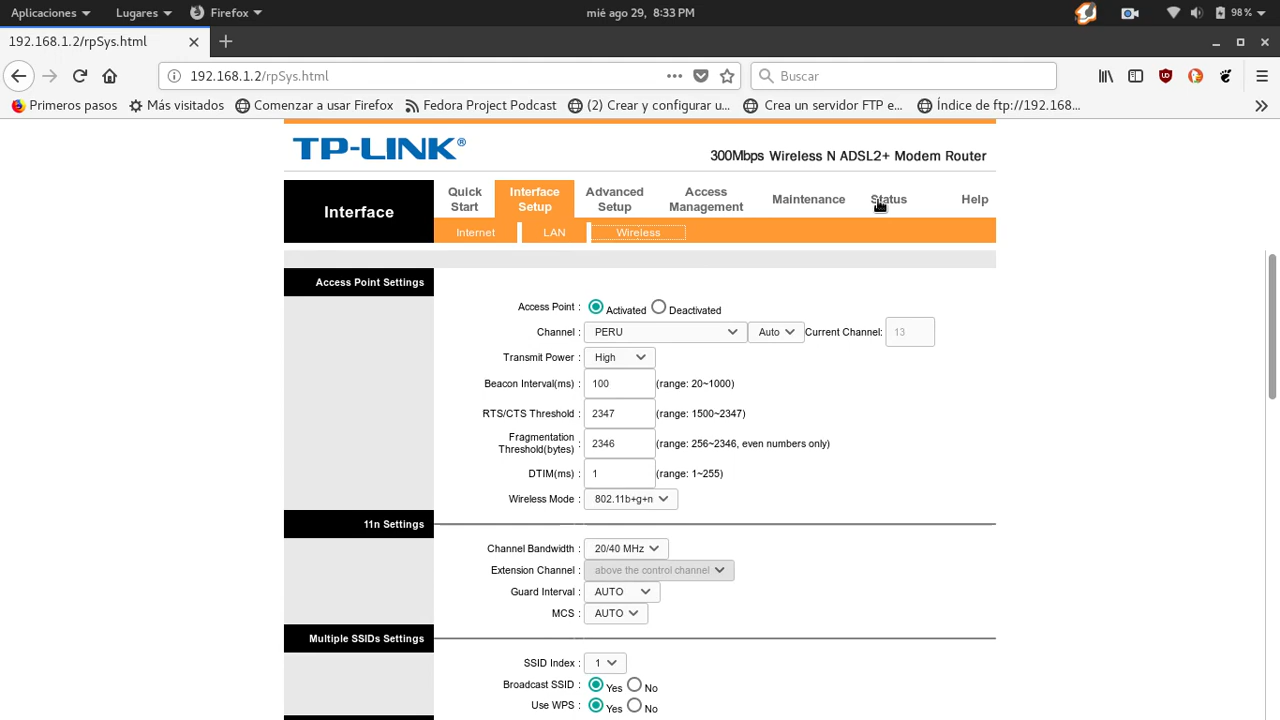 Aplicaciones Lugares Firefox mié ago 29, 8:33 PM 98%
192.168.1.2/rpSys.html
192.168.1.2/rpSys.html Buscar
Primeros pasos Más visitados Comenzar a usar Firefox Fedora Project Podcast (2) Crear y configurar u... Crea un servidor FTP e... Índice de ftp://192.168...
TP-LINK®
300Mbps Wireless N ADSL2+ Modem Router
Interface
Quick Start
Interface Setup
Advanced Setup
Access Management
Maintenance
Status
Help
Internet LAN Wireless
Access Point Settings
Access Point : Activated Deactivated
Channel : PERU Auto Current Channel: 13
Transmit Power : High
Beacon Interval(ms) : 100 (range: 20~1000)
RTS/CTS Threshold : 2347 (range: 1500~2347)
Fragmentation
Threshold(bytes) : 2346 (range: 256~2346, even numbers only)
DTIM(ms) : 1 (range: 1~255)
Wireless Mode : 802.11b+g+n
11n Settings
Channel Bandwidth : 20/40 MHz
Extension Channel : above the control channel
Guard Interval : AUTO
MCS : AUTO
Multiple SSIDs Settings
SSID Index : 1
Broadcast SSID : Yes No
Use WPS : Yes No